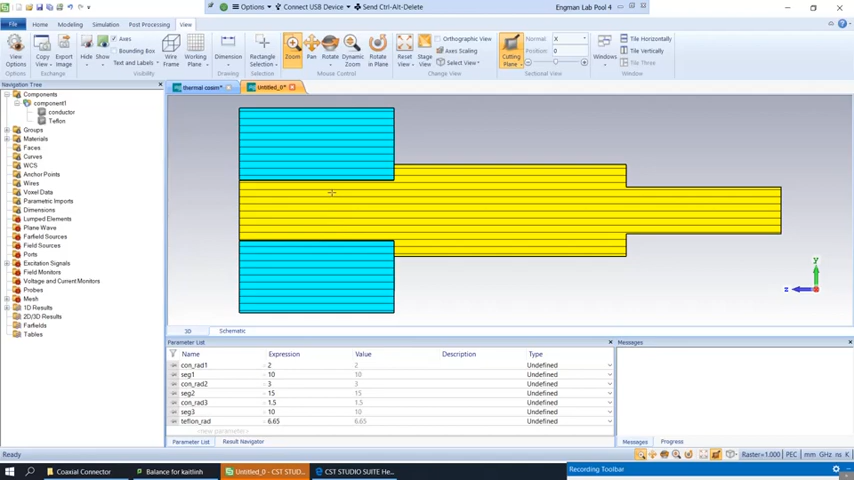 Options Connect USB Device Send Ctrl-Alt-Delete Engman Lab Pool 4
File Home Modeling Simulation Post Processing View
View Options
Copy View
Export Image
Exchange
Hide
Show
Axes
Bounding Box
Text and Labels
Visibility
Wire Frame
Working Plane
Dimension
Drawing
Rectangle Selection
Selection
Zoom
Pan
Rotate
Dynamic Zoom
Rotate in Plane
Mouse Control
Reset View
Stage View
Orthographic View
Axes Scaling
Select View
Change View
Cutting Plane
Normal: X
Position: 0
Sectional View
Windows
Tile Horizontally
Tile Vertically
Window
Navigation Tree
thermal cosim*
Untitled_0*
Components
component1
conductor
Teflon
Groups
Materials
Faces
Curves
WCS
Anchor Points
Wires
Voxel Data
Parametric Imports
Dimensions
Lumped Elements
Plane Wave
Farfield Sources
Field Sources
Ports
Excitation Signals
Field Monitors
Voltage and Current Monitors
Probes
Mesh
1D Results
2D/3D Results
Farfields
Tables
y
z
3D Schematic
Parameter List
Name Expression Value Description Type
con_rad1 = 2 2 Undefined
seg1 = 10 10 Undefined
con_rad2 = 3 3 Undefined
seg2 = 15 15 Undefined
con_rad3 = 1.5 1.5 Undefined
seg3 = 10 10 Undefined
teflon_rad = 6.65 6.65 Undefined
<new parameter>
Parameter List Result Navigator
Messages
Messages Progress
Raster=1.000 PEC mm GHz ns K
Coaxial Connector
Balance for kaitlinh
Untitled_0 - CST STUD...
CST STUDIO SUITE He...
Recording Toolbar